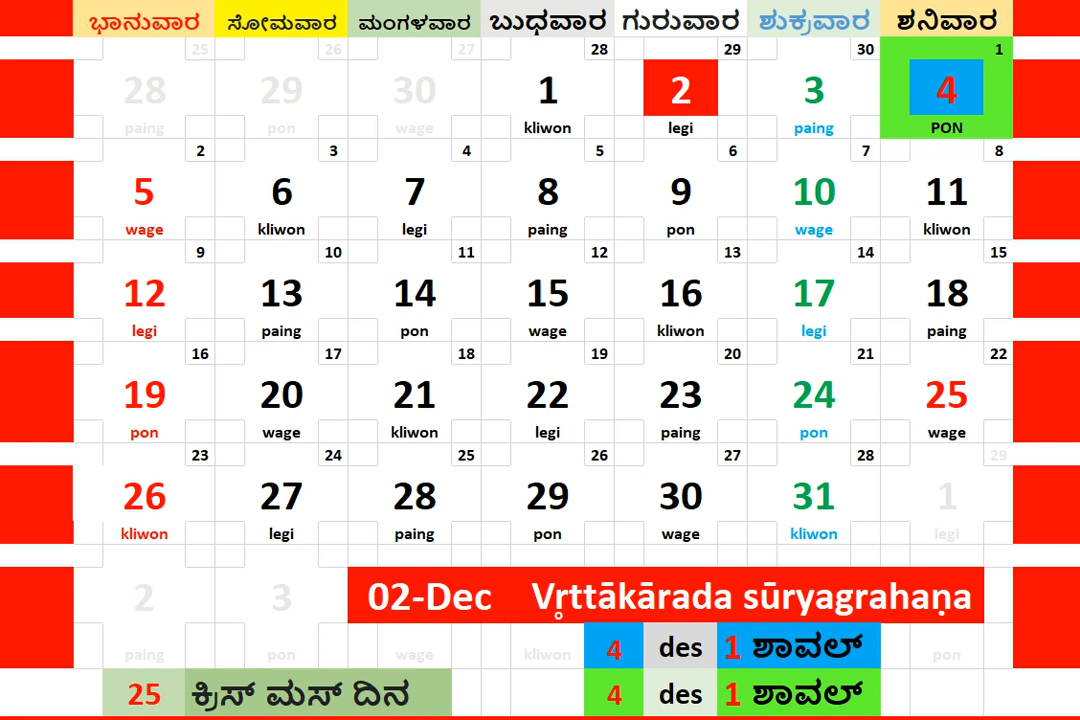 ಭಾನುವಾರ ಸೋಮವಾರ ಮಂಗಳವಾರ ಬುಧವಾರ ಗುರುವಾರ ಶುಕ್ರವಾರ ಶನಿವಾರ
25 26 27 28 29 30 1
28 29 30 1 2 3 4
paing pon wage kliwon legi paing PON
2 3 4 5 6 7 8
5 6 7 8 9 10 11
wage kliwon legi paing pon wage kliwon
9 10 11 12 13 14 15
12 13 14 15 16 17 18
legi paing pon wage kliwon legi paing
16 17 18 19 20 21 22
19 20 21 22 23 24 25
pon wage kliwon legi paing pon wage
23 24 25 26 27 28 29
26 27 28 29 30 31 1
kliwon legi paing pon wage kliwon legi
2 3 02-Dec Vr̥ttākārada sūryagrahaṇa
paing pon wage kliwon 4 des 1 ಶಾವಲ್ pon
25 ಕ್ರಿಸ್ ಮಸ್ ದಿನ 4 des 1 ಶಾವಲ್